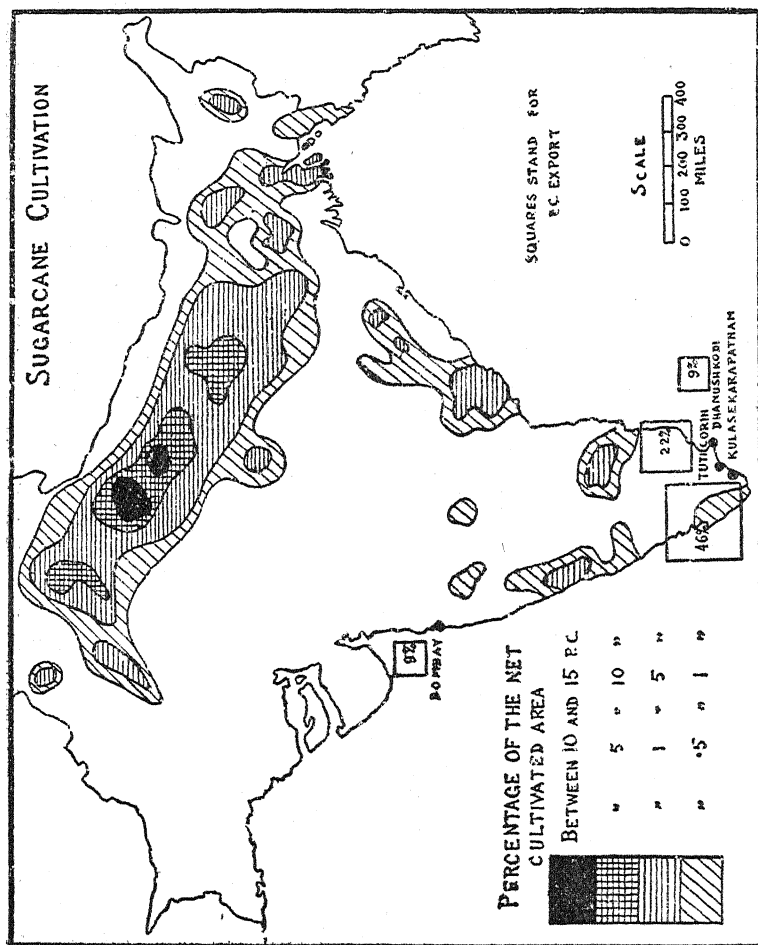 SUGARCANE CULTIVATION
SQUARES STAND FOR
P.C. EXPORT
SCALE
0 100 200 300 400
MILES
9%
DHANUSHKODI
TUTICORIN
KULASEKARAPATNAM
22%
46%
9%
BOMBAY
PERCENTAGE OF THE NET
CULTIVATED AREA
BETWEEN 10 AND 15 P.C.
" 5 " 10 "
" 1 " 5 "
" .5 " 1 "